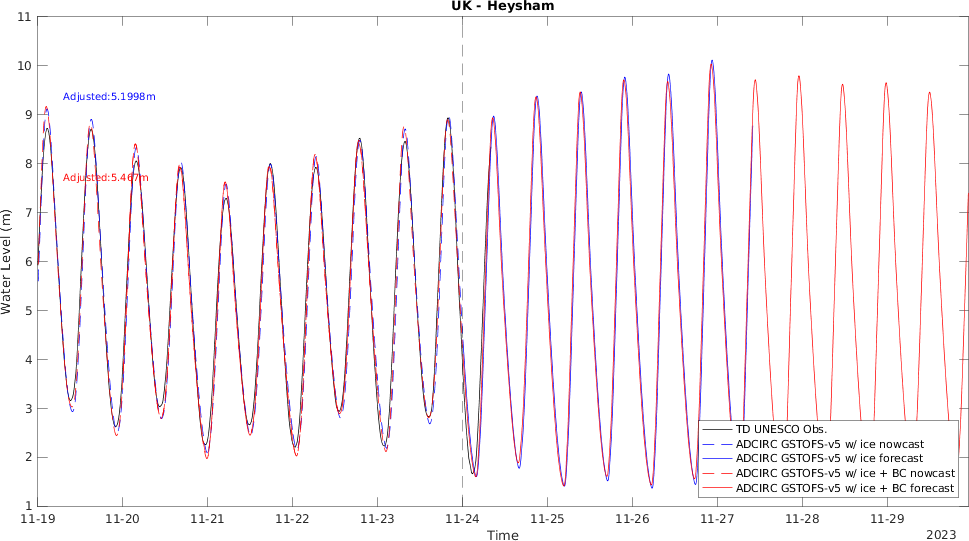 UK - Heysham
11
10
9
8
7
6
5
4
3
2
1
Water Level (m)
Adjusted:5.1998m
Adjusted:5.467m
TD UNESCO Obs.
ADCIRC GSTOFS-v5 w/ ice nowcast
ADCIRC GSTOFS-v5 w/ ice forecast
ADCIRC GSTOFS-v5 w/ ice + BC nowcast
ADCIRC GSTOFS-v5 w/ ice + BC forecast
11-19 11-20 11-21 11-22 11-23 11-24 11-25 11-26 11-27 11-28 11-29
Time
2023